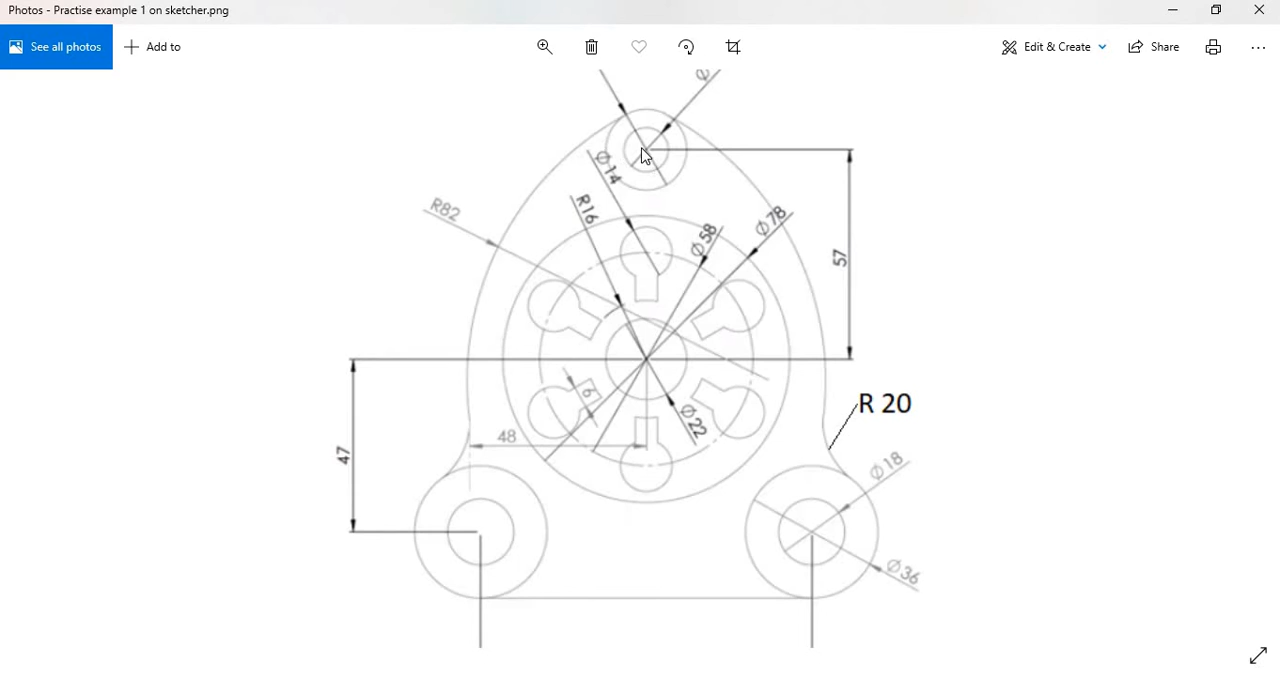 Photos - Practise example 1 on sketcher.png
See all photos
Add to
Edit & Create
Share
Ø
Ø14
R16
R82
Ø58
Ø78
57
6
R 20
Ø22
48
47
Ø18
Ø36